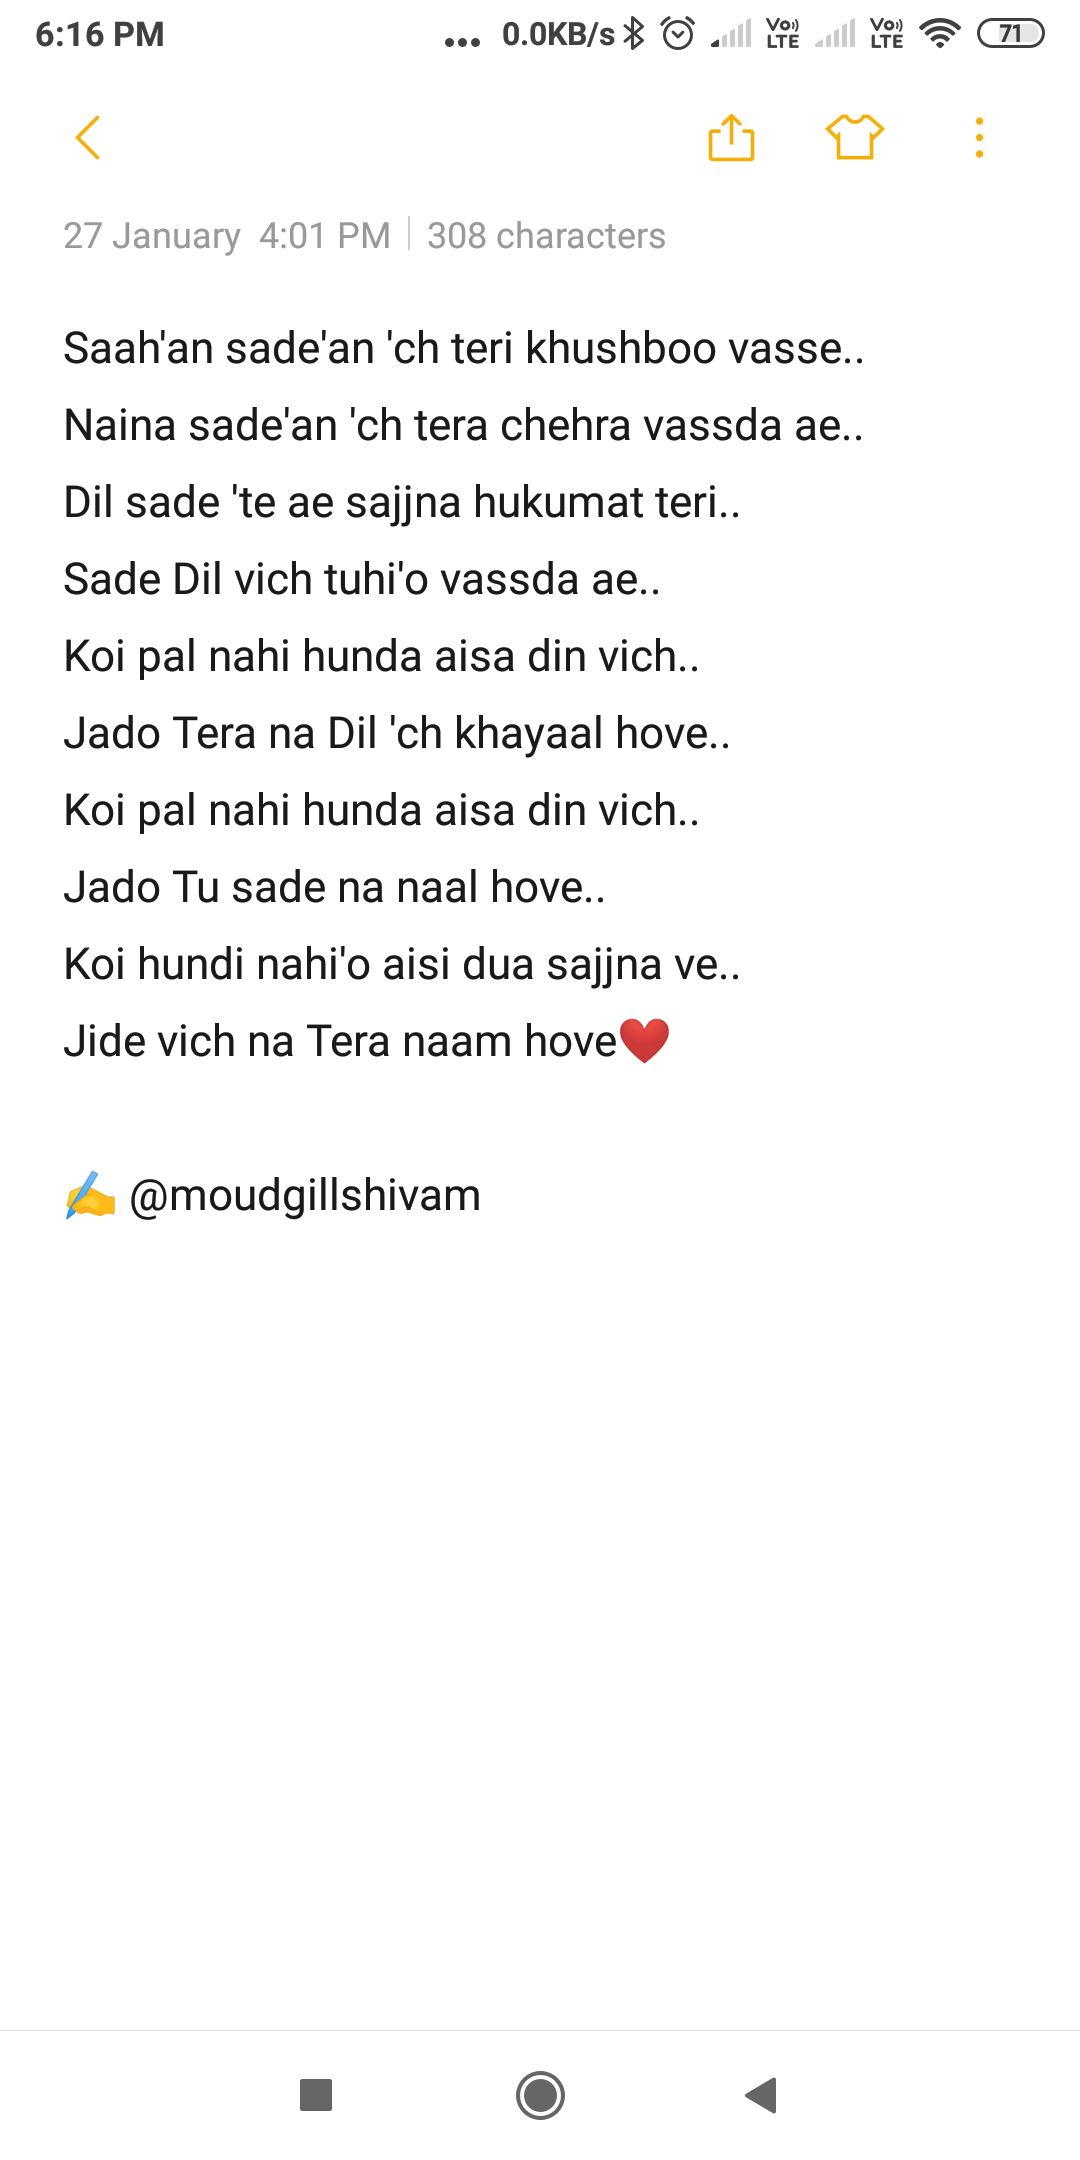 6:16 PM ... 0.0KB/s Vo)) LTE Vo)) LTE 71
27 January 4:01 PM | 308 characters
Saah'an sade'an 'ch teri khushboo vasse..
Naina sade'an 'ch tera chehra vassda ae..
Dil sade 'te ae sajjna hukumat teri..
Sade Dil vich tuhi'o vassda ae..
Koi pal nahi hunda aisa din vich..
Jado Tera na Dil 'ch khayaal hove..
Koi pal nahi hunda aisa din vich..
Jado Tu sade na naal hove..
Koi hundi nahi'o aisi dua sajjna ve..
Jide vich na Tera naam hove❤️
✍️ @moudgillshivam